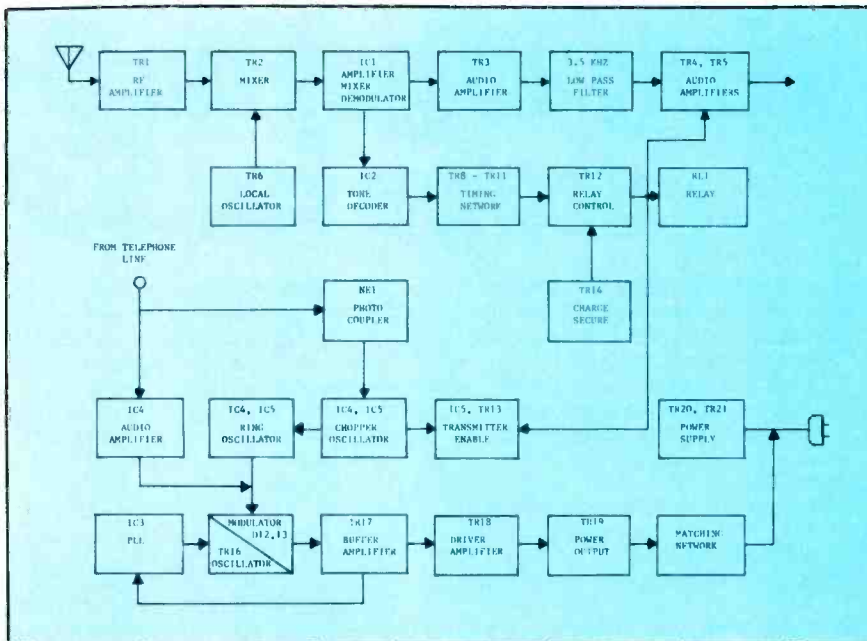 TR1
RF
AMPLIFIER
TR2
MIXER
IC1
AMPLIFIER
MIXER
DEMODULATOR
TR3
AUDIO
AMPLIFIER
3.5 KHZ
LOW PASS
FILTER
TR4, TR5
AUDIO
AMPLIFIERS
TR6
LOCAL
OSCILLATOR
IC2
TONE
DECODER
TR8 - TR11
TIMING
NETWORK
TR12
RELAY
CONTROL
RL1
RELAY
FROM TELEPHONE
LINE
NE1
PHOTO
COUPLER
TR14
CHARGE
SECURE
IC4
AUDIO
AMPLIFIER
IC4, IC5
RING
OSCILLATOR
IC4, IC5
CHOPPER
OSCILLATOR
IC5, TR13
TRANSMITTER
ENABLE
TR20, TR21
POWER
SUPPLY
IC3
PLL
MODULATOR
D12,13
TR16
OSCILLATOR
TR17
BUFFER
AMPLIFIER
TR18
DRIVER
AMPLIFIER
TR19
POWER
OUTPUT
MATCHING
NETWORK